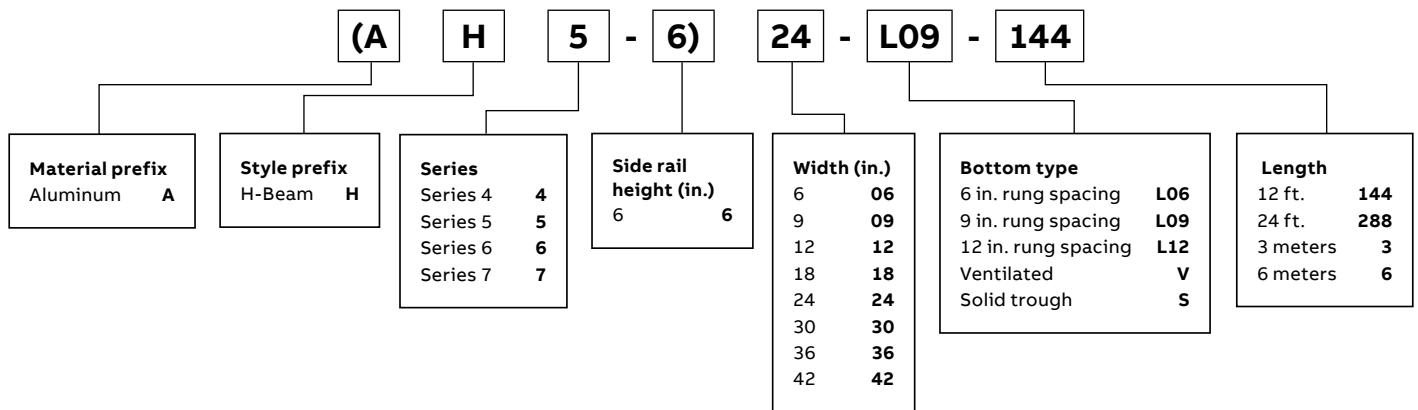 (A H 5 - 6) 24 - L09 - 144
Material prefix
Aluminum A
Style prefix
H-Beam H
Series
Series 4 4
Series 5 5
Series 6 6
Series 7 7
Side rail
height (in.)
6 6
Width (in.)
6 06
9 09
12 12
18 18
24 24
30 30
36 36
42 42
Bottom type
6 in. rung spacing L06
9 in. rung spacing L09
12 in. rung spacing L12
Ventilated V
Solid trough S
Length
12 ft. 144
24 ft. 288
3 meters 3
6 meters 6